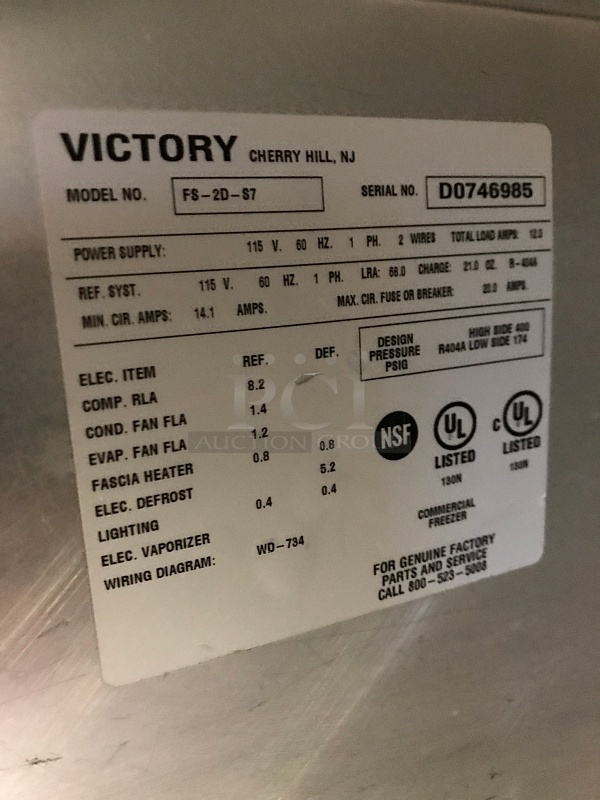 VICTORY CHERRY HILL, NJ
MODEL NO. FS-2D-S7 SERIAL NO. D0746985
POWER SUPPLY: 115 V. 60 HZ. 1 PH. 2 WIRES TOTAL LOAD AMPS: 12.0
REF. SYST. 115 V. 60 HZ. 1 PH. LRA: 68.0 CHARGE: 21.0 OZ. R-404A
MIN. CIR. AMPS: 14.1 AMPS. MAX. CIR. FUSE OR BREAKER: 20.0 AMPS.
DESIGN PRESSURE PSIG
HIGH SIDE 400
R404A LOW SIDE 174
ELEC. ITEM REF. DEF.
COMP. RLA 8.2
COND. FAN FLA 1.4
EVAP. FAN FLA 1.2
FASCIA HEATER 0.8 0.8
ELEC. DEFROST 5.2
LIGHTING 0.4 0.4
ELEC. VAPORIZER
WIRING DIAGRAM: WD-734
NSF
UL
LISTED
130N
C UL
LISTED
130N
COMMERCIAL
FREEZER
FOR GENUINE FACTORY
PARTS AND SERVICE
CALL 800-523-5008
PCI
AUCTION GROUP